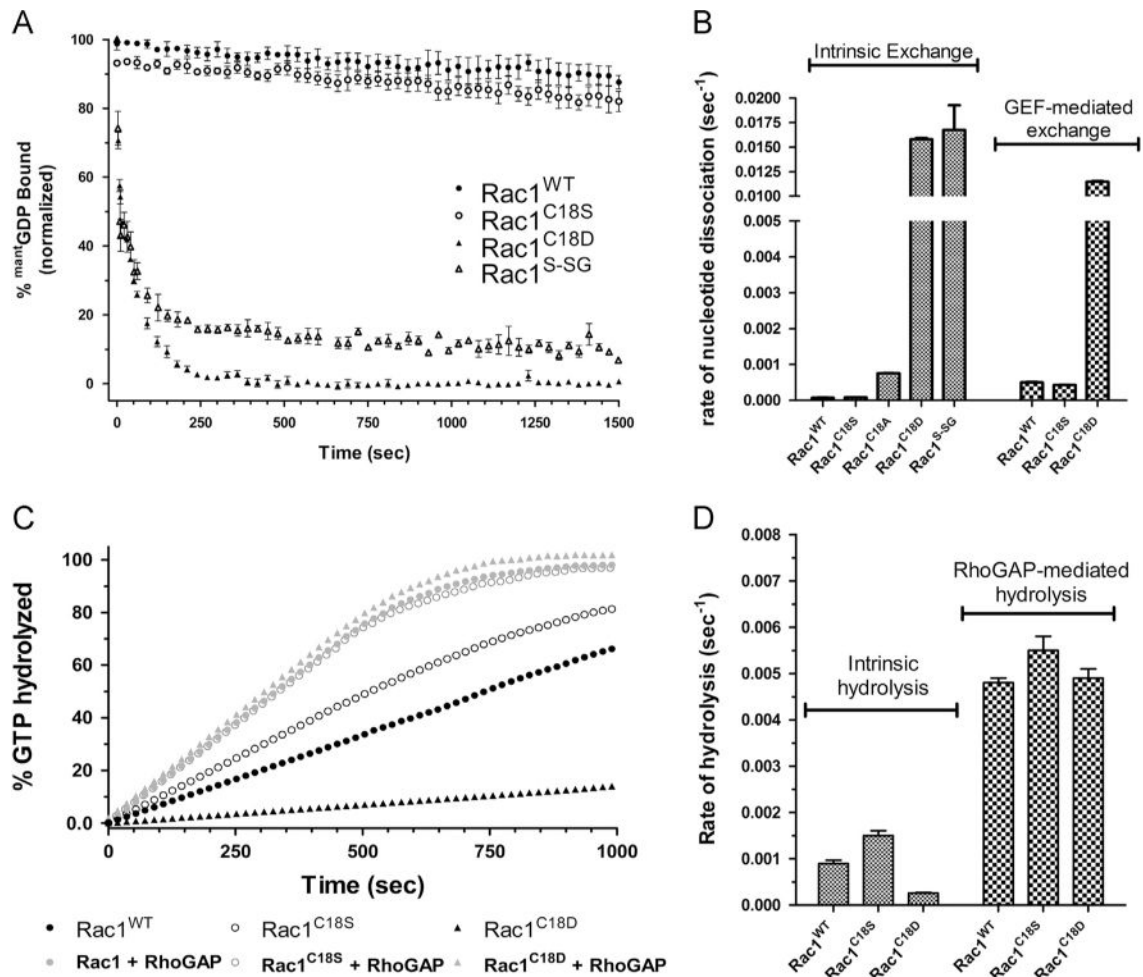 A
100
80
60
40
20
0
% mantGDP Bound
(normalized)
0 250 500 750 1000 1250 1500
Time (sec)
Rac1WT
Rac1C18S
Rac1C18D
Rac1S-SG
B
Intrinsic Exchange
GEF-mediated
exchange
0.0200
0.0175
0.0150
0.0125
0.0100
0.005
0.004
0.003
0.002
0.001
0.000
rate of nucleotide dissociation (sec-1)
Rac1WT
Rac1C18S
Rac1C18A
Rac1C18D
Rac1S-SG
Rac1WT
Rac1C18S
Rac1C18D
C
100
80
60
40
20
0.0
% GTP hydrolyzed
0 250 500 750 1000
Time (sec)
Rac1WT Rac1C18S Rac1C18D
Rac1 + RhoGAP Rac1C18S + RhoGAP Rac1C18D + RhoGAP
D
0.008
0.007
0.006
0.005
0.004
0.003
0.002
0.001
0.000
Rate of hydrolysis (sec-1)
RhoGAP-mediated
hydrolysis
Intrinsic
hydrolysis
Rac1WT
Rac1C18S
Rac1C18D
Rac1WT
Rac1C18S
Rac1C18D